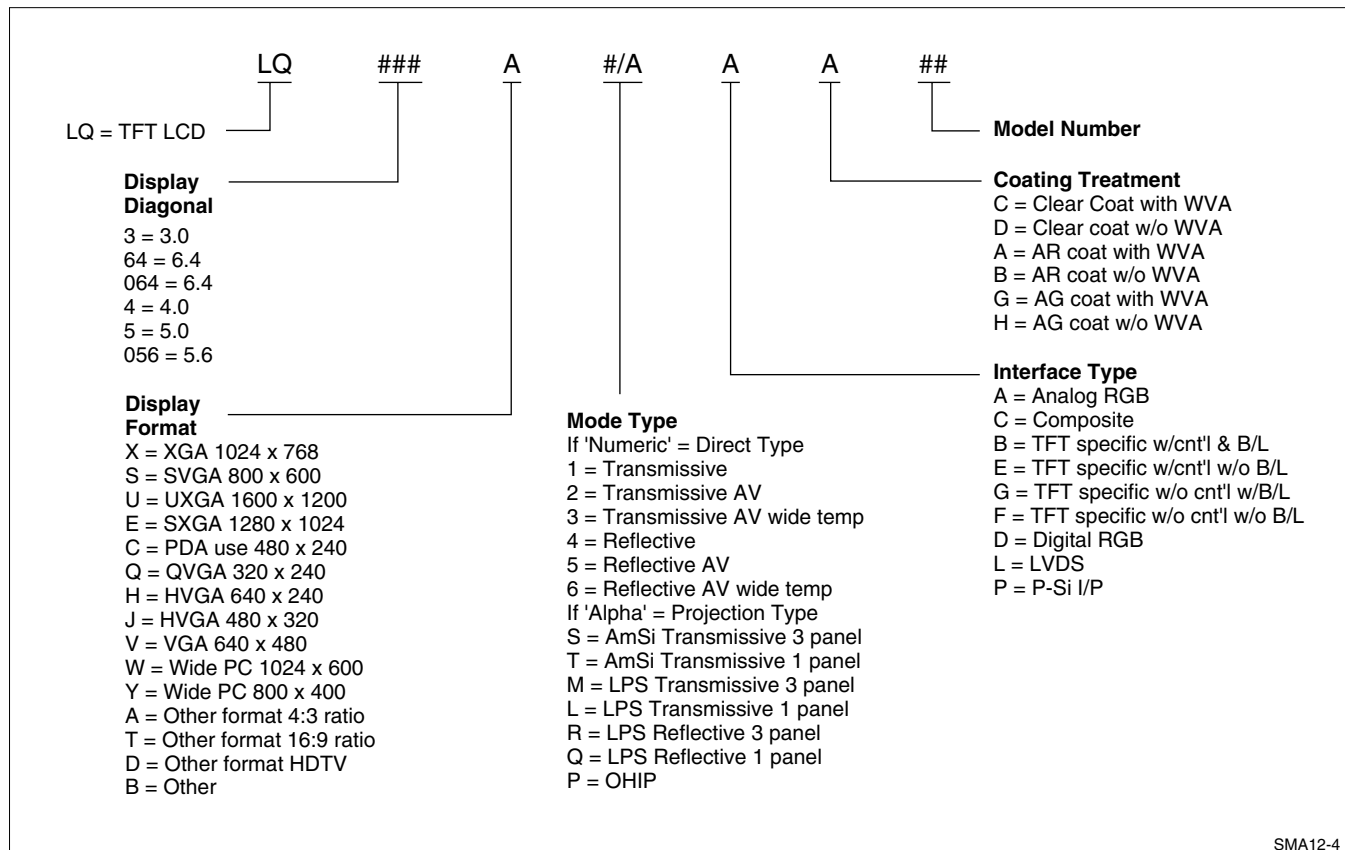 LQ ### A #/A A A ##
LQ = TFT LCD
Display
Diagonal
3 = 3.0
64 = 6.4
064 = 6.4
4 = 4.0
5 = 5.0
056 = 5.6
Display
Format
X = XGA 1024 x 768
S = SVGA 800 x 600
U = UXGA 1600 x 1200
E = SXGA 1280 x 1024
C = PDA use 480 x 240
Q = QVGA 320 x 240
H = HVGA 640 x 240
J = HVGA 480 x 320
V = VGA 640 x 480
W = Wide PC 1024 x 600
Y = Wide PC 800 x 400
A = Other format 4:3 ratio
T = Other format 16:9 ratio
D = Other format HDTV
B = Other
Mode Type
If 'Numeric' = Direct Type
1 = Transmissive
2 = Transmissive AV
3 = Transmissive AV wide temp
4 = Reflective
5 = Reflective AV
6 = Reflective AV wide temp
If 'Alpha' = Projection Type
S = AmSi Transmissive 3 panel
T = AmSi Transmissive 1 panel
M = LPS Transmissive 3 panel
L = LPS Transmissive 1 panel
R = LPS Reflective 3 panel
Q = LPS Reflective 1 panel
P = OHIP
Model Number
Coating Treatment
C = Clear Coat with WVA
D = Clear coat w/o WVA
A = AR coat with WVA
B = AR coat w/o WVA
G = AG coat with WVA
H = AG coat w/o WVA
Interface Type
A = Analog RGB
C = Composite
B = TFT specific w/cnt'l & B/L
E = TFT specific w/cnt'l w/o B/L
G = TFT specific w/o cnt'l w/B/L
F = TFT specific w/o cnt'l w/o B/L
D = Digital RGB
L = LVDS
P = P-Si I/P
SMA12-4